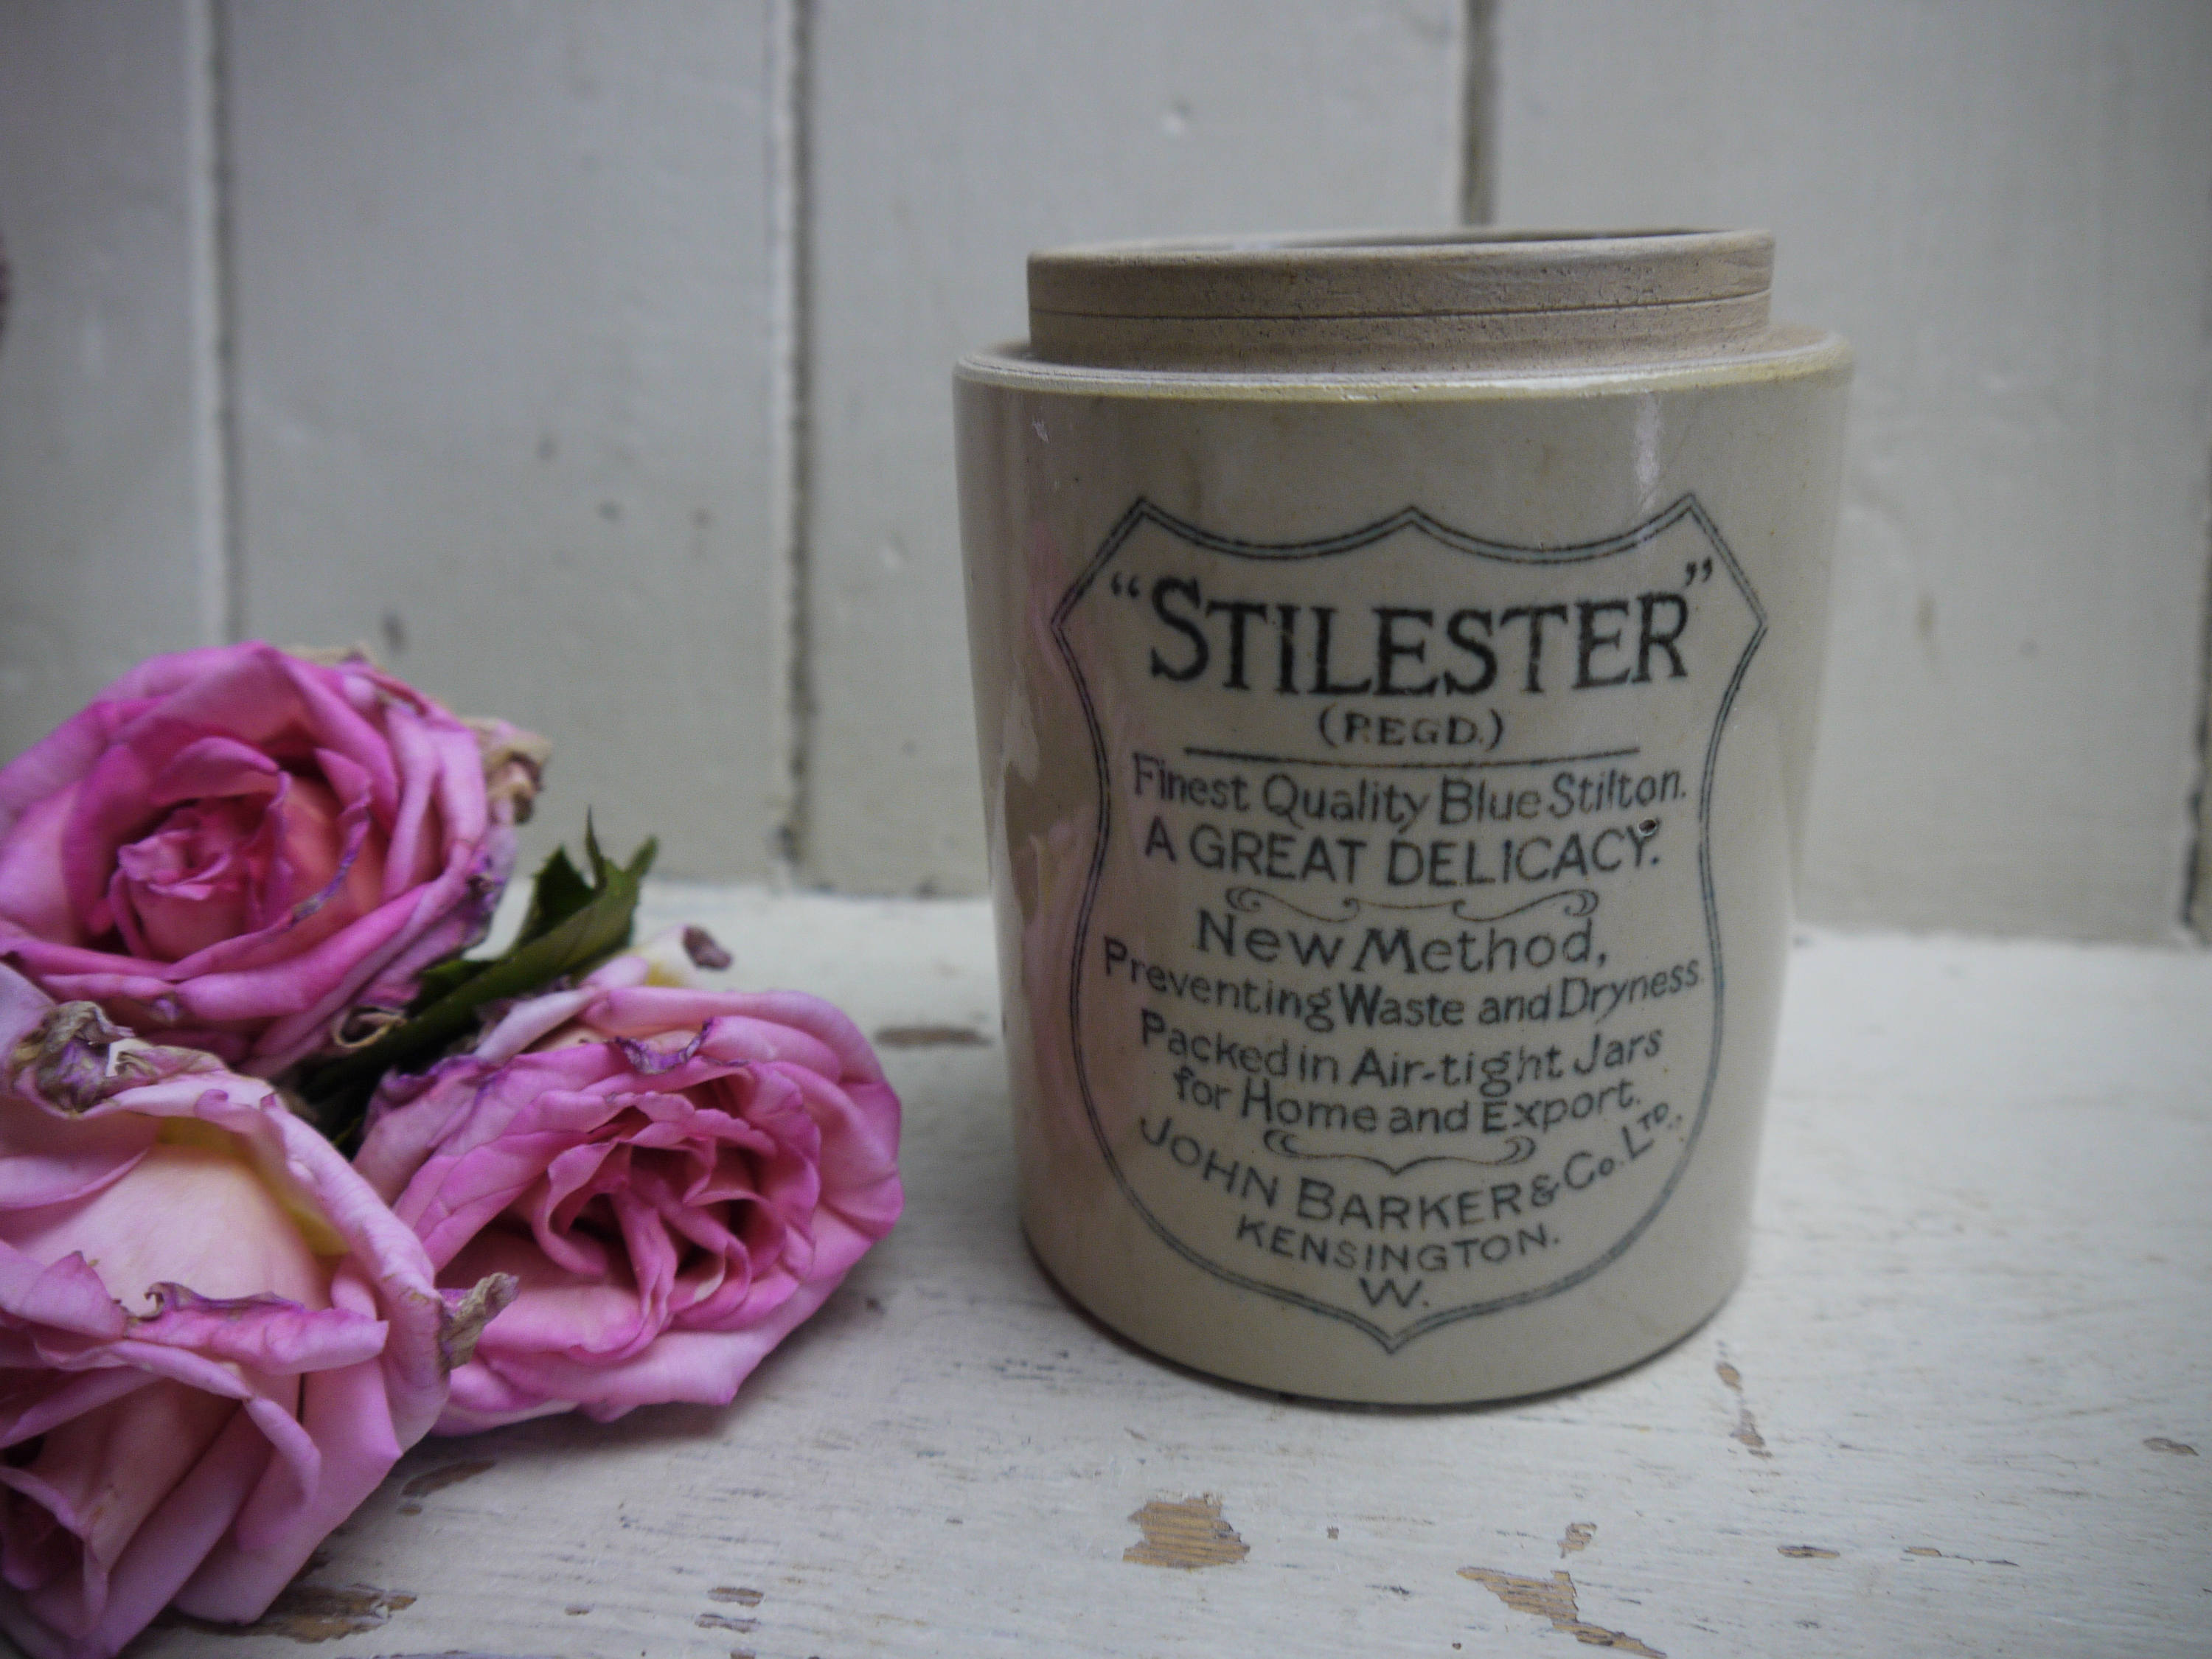 “STILESTER”
(REGD.)
Finest Quality Blue Stilton.
A GREAT DELICACY.
New Method,
Preventing Waste and Dryness.
Packed in Air-tight Jars
for Home and Export.
JOHN BARKER & Co. LTD.,
KENSINGTON.
W.